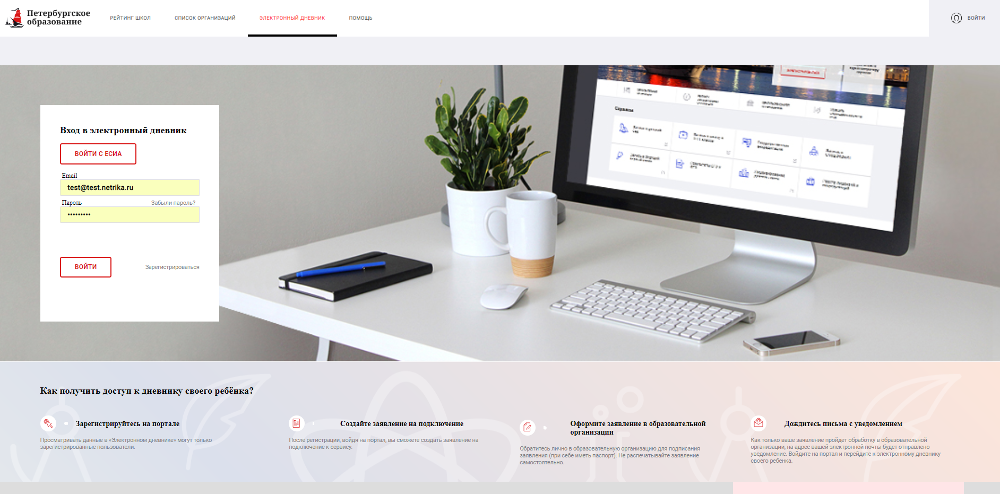 Петербургское
образование
РЕЙТИНГ ШКОЛ
СПИСОК ОРГАНИЗАЦИЙ
ЭЛЕКТРОННЫЙ ДНЕВНИК
ПОМОЩЬ
ВОЙТИ
Сервисы
Вход в электронный дневник
ВОЙТИ С ЕСИА
Email
test@test.netrika.ru
Пароль
Забыли пароль?
•••••••••
ВОЙТИ
Зарегистрироваться
Как получить доступ к дневнику своего ребёнка?
Зарегистрируйтесь на портале
Просматривать данные в «Электронном дневнике» могут только
зарегистрированные пользователи.
Создайте заявление на подключение
После регистрации, войдя на портал, вы сможете создать заявление на
подключение к сервису.
Оформите заявление в образовательной
организации
Обратитесь лично в образовательную организацию для подписания
заявления (при себе иметь паспорт). Не распечатывайте заявление
самостоятельно.
Дождитесь письма с уведомлением
Как только ваше заявление пройдет обработку в образовательной
организации, на адрес вашей электронной почты будет отправлено
уведомление. Войдите на портал и перейдите к электронному дневнику
своего ребенка.